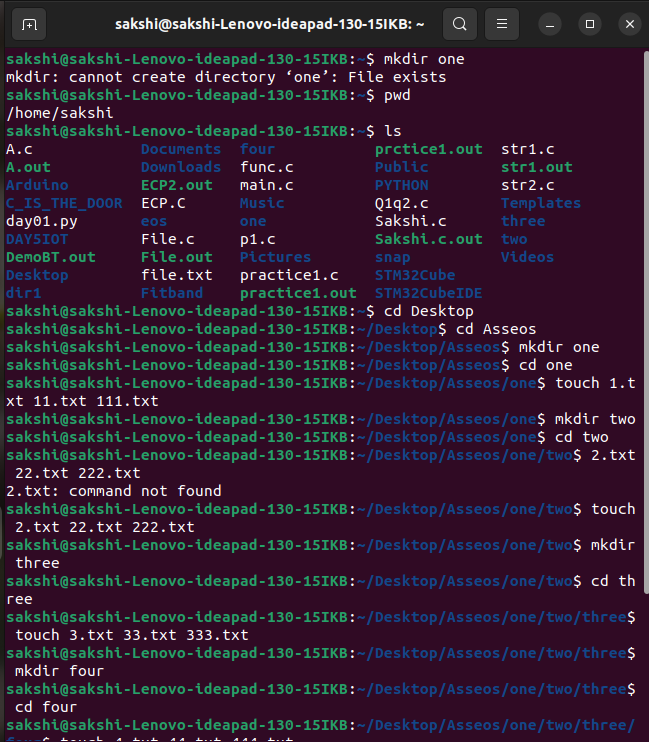 sakshi@sakshi-Lenovo-ideapad-130-15IKB: ~
sakshi@sakshi-Lenovo-ideapad-130-15IKB:~$ mkdir one
mkdir: cannot create directory ‘one’: File exists
sakshi@sakshi-Lenovo-ideapad-130-15IKB:~$ pwd
/home/sakshi
sakshi@sakshi-Lenovo-ideapad-130-15IKB:~$ ls
A.c Documents four prctice1.out str1.c
A.out Downloads func.c Public str1.out
Arduino ECP2.out main.c PYTHON str2.c
C_IS_THE_DOOR ECP.C Music Q1q2.c Templates
day01.py eos one Sakshi.c three
DAY5IOT File.c p1.c Sakshi.c.out two
DemoBT.out File.out Pictures snap Videos
Desktop file.txt practice1.c STM32Cube
dir1 Fitband practice1.out STM32CubeIDE
sakshi@sakshi-Lenovo-ideapad-130-15IKB:~$ cd Desktop
sakshi@sakshi-Lenovo-ideapad-130-15IKB:~/Desktop$ cd Asseos
sakshi@sakshi-Lenovo-ideapad-130-15IKB:~/Desktop/Asseos$ mkdir one
sakshi@sakshi-Lenovo-ideapad-130-15IKB:~/Desktop/Asseos$ cd one
sakshi@sakshi-Lenovo-ideapad-130-15IKB:~/Desktop/Asseos/one$ touch 1.t
xt 11.txt 111.txt
sakshi@sakshi-Lenovo-ideapad-130-15IKB:~/Desktop/Asseos/one$ mkdir two
sakshi@sakshi-Lenovo-ideapad-130-15IKB:~/Desktop/Asseos/one$ cd two
sakshi@sakshi-Lenovo-ideapad-130-15IKB:~/Desktop/Asseos/one/two$ 2.txt
22.txt 222.txt
2.txt: command not found
sakshi@sakshi-Lenovo-ideapad-130-15IKB:~/Desktop/Asseos/one/two$ touch
2.txt 22.txt 222.txt
sakshi@sakshi-Lenovo-ideapad-130-15IKB:~/Desktop/Asseos/one/two$ mkdir
three
sakshi@sakshi-Lenovo-ideapad-130-15IKB:~/Desktop/Asseos/one/two$ cd th
ree
sakshi@sakshi-Lenovo-ideapad-130-15IKB:~/Desktop/Asseos/one/two/three$
touch 3.txt 33.txt 333.txt
sakshi@sakshi-Lenovo-ideapad-130-15IKB:~/Desktop/Asseos/one/two/three$
mkdir four
sakshi@sakshi-Lenovo-ideapad-130-15IKB:~/Desktop/Asseos/one/two/three$
cd four
sakshi@sakshi-Lenovo-ideapad-130-15IKB:~/Desktop/Asseos/one/two/three/